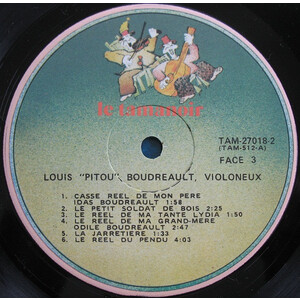 le tamanoir
TAM-27018-2
(TAM-512-A)
FACE 3
LOUIS "PITOU" BOUDREAULT, VIOLONEUX
1. CASSE REEL DE MON PERE
IDAS BOUDREAULT 1:58
2. LE PETIT SOLDAT DE BOIS 2:25
3. LE REEL DE MA TANTE LYDIA 1:50
4. LE REEL DE MA GRAND-MERE
ODILE BOUDREAULT 2:47
5. LA JARRETIERE 1:33
6. LE REEL DU PENDU 4:03